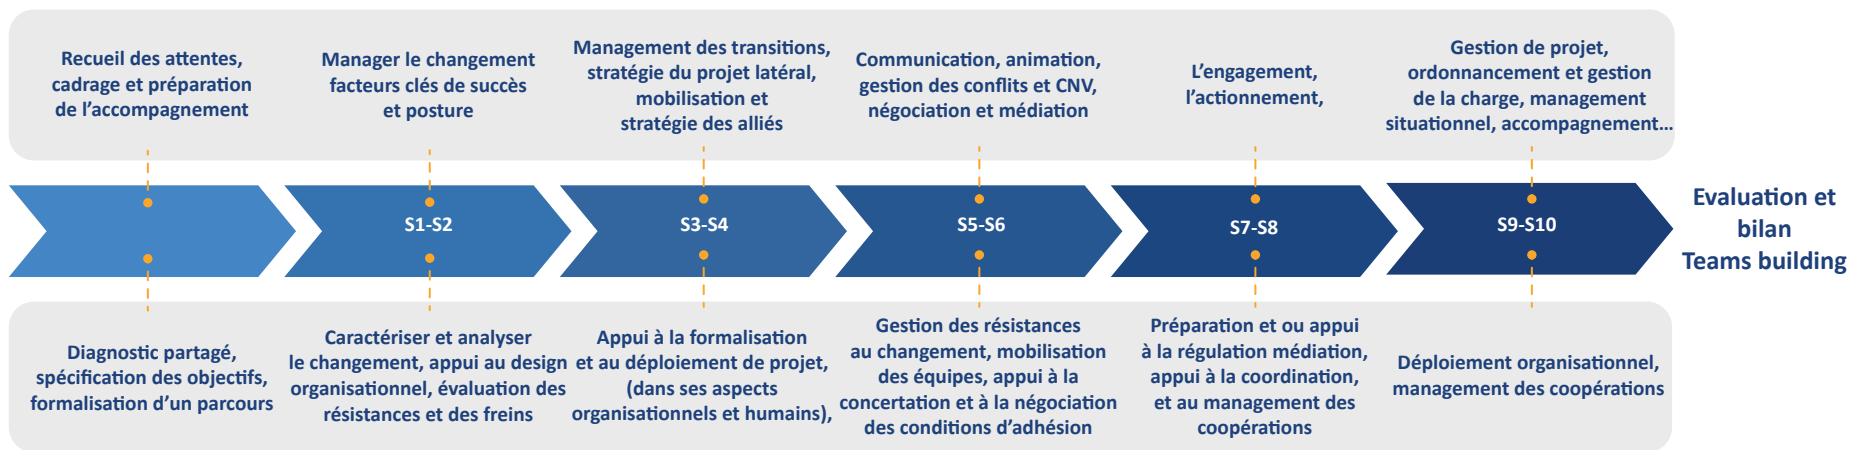 Recueil des attentes,
cadrage et préparation
de l'accompagnement
Manager le changement
facteurs clés de succès
et posture
Management des transitions,
stratégie du projet latéral,
mobilisation et
stratégie des alliés
Communication, animation,
gestion des conflits et CNV,
négociation et médiation
L'engagement,
l'actionnement,
Gestion de projet,
ordonnancement et gestion
de la charge, management
situationnel, accompagnement...
S1-S2
S3-S4
S5-S6
S7-S8
S9-S10
Evaluation et
bilan
Teams building
Diagnostic partagé,
spécification des objectifs,
formalisation d'un parcours
Caractériser et analyser
le changement, appui au design
organisationnel, évaluation des
résistances et des freins
Appui à la formalisation
et au déploiement de projet,
(dans ses aspects
organisationnels et humains),
Gestion des résistances
au changement, mobilisation
des équipes, appui à la
concertation et à la négociation
des conditions d'adhésion
Préparation et ou appui
à la régulation médiation,
appui à la coordination,
et au management des
coopérations
Déploiement organisationnel,
management des coopérations